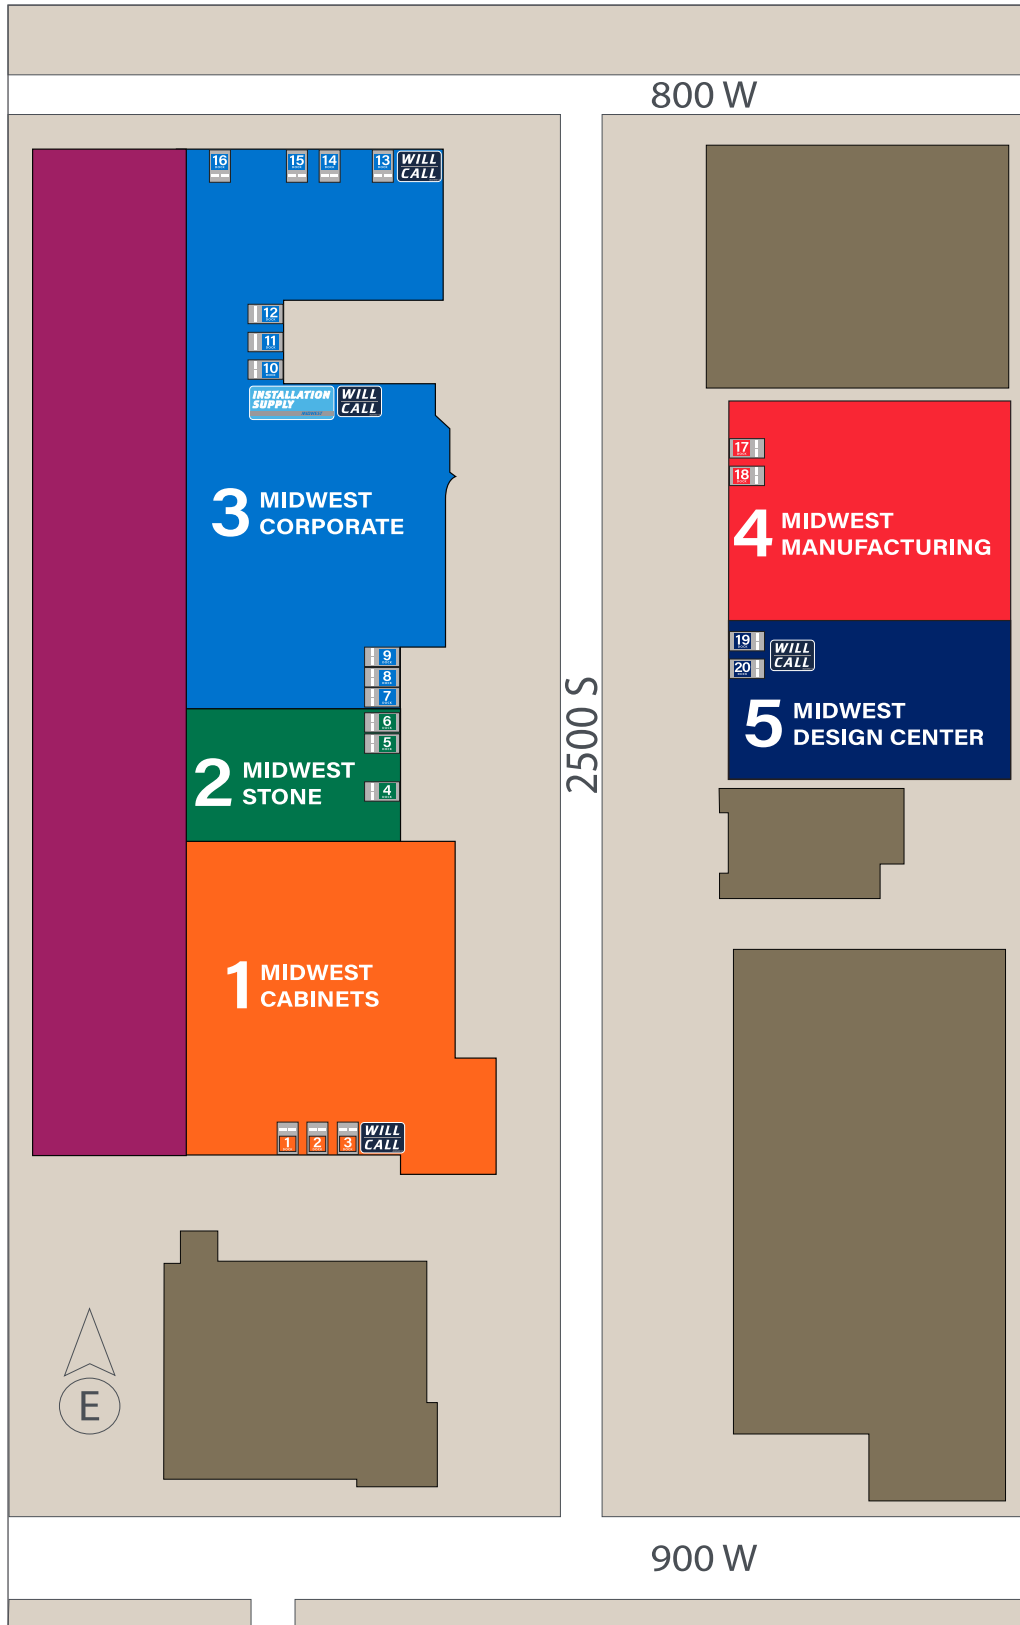 800 W
16
15
14
13
WILL
CALL
12
11
10
INSTALLATION
SUPPLY
MIDWEST
WILL
CALL
3 MIDWEST
CORPORATE
17
18
4 MIDWEST
MANUFACTURING
9
8
7
19
20
WILL
CALL
5 MIDWEST
DESIGN CENTER
2500 S
6
5
4
2 MIDWEST
STONE
1 MIDWEST
CABINETS
1
2
3
WILL
CALL
E
900 W